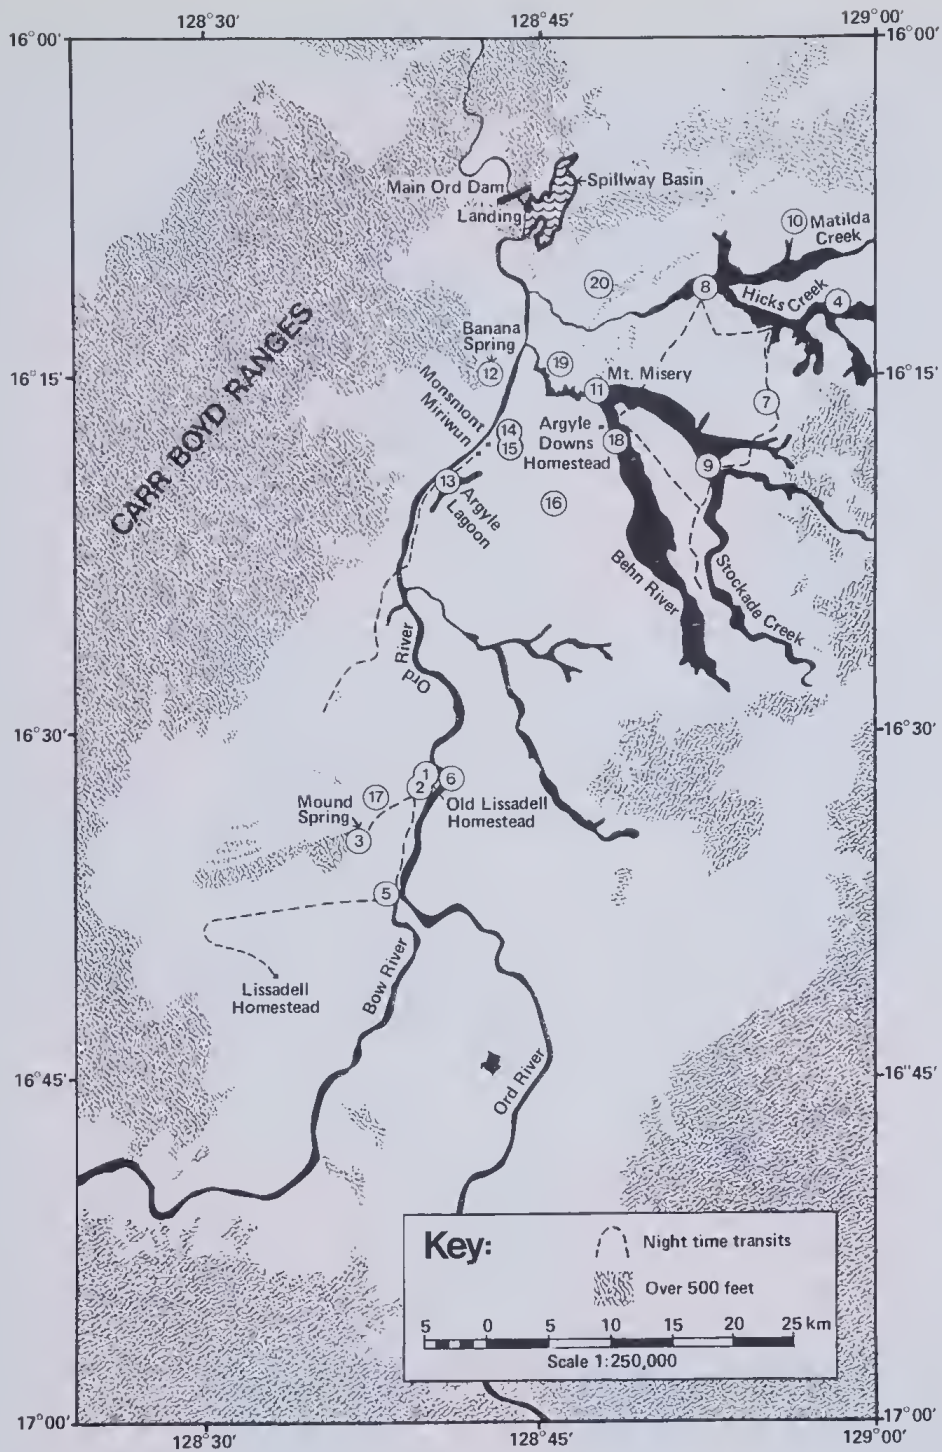 128°30′
128°45′
129°00′
16°00′
16°00′
Main Ord Dam
Spillway Basin
Landing
10
Matilda
Creek
20
8
Hicks Creek
4
CARR BOYD RANGES
Banana
Spring
12
19
Mt. Misery
16°15′
16°15′
11
7
Monsmont
Miriwun
14
15
Argyle
Downs
Homestead
18
9
13
Argyle
Lagoon
16
Behn River
Stockade Creek
River
Ord
16°30′
16°30′
1
2
6
17
Mound
Spring
Old Lissadell
Homestead
3
5
Bow River
Lissadell
Homestead
Ord River
16°45′
16°45′
Key:
Night time transits
Over 500 feet
5 0 5 10 15 20 25 km
Scale 1:250,000
17°00′
17°00′
128°30′
128°45′
129°00′